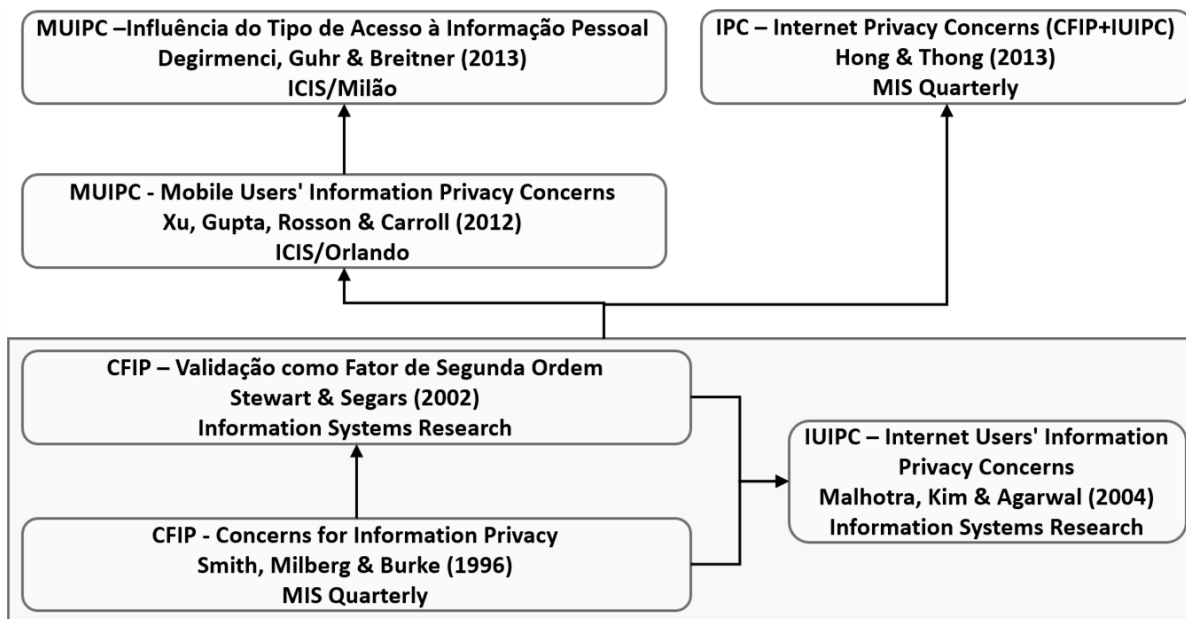 MUIPC –Influência do Tipo de Acesso à Informação Pessoal
Degirmenci, Guhr & Breitner (2013)
ICIS/Milão
IPC – Internet Privacy Concerns (CFIP+IUIPC)
Hong & Thong (2013)
MIS Quarterly
MUIPC - Mobile Users' Information Privacy Concerns
Xu, Gupta, Rosson & Carroll (2012)
ICIS/Orlando
CFIP – Validação como Fator de Segunda Ordem
Stewart & Segars (2002)
Information Systems Research
IUIPC – Internet Users' Information
Privacy Concerns
Malhotra, Kim & Agarwal (2004)
Information Systems Research
CFIP - Concerns for Information Privacy
Smith, Milberg & Burke (1996)
MIS Quarterly